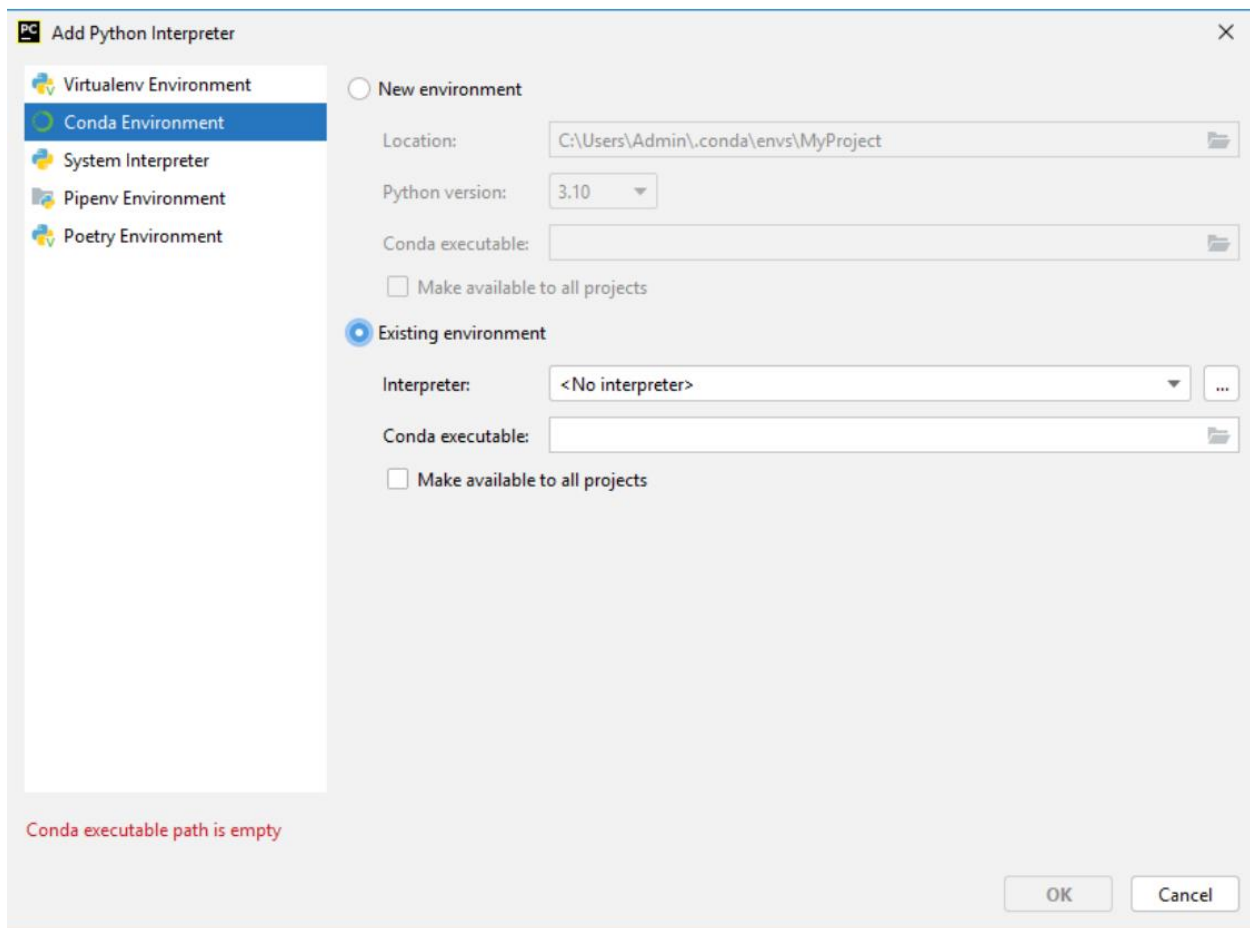 PC Add Python Interpreter
Virtualenv Environment
Conda Environment
System Interpreter
Pipenv Environment
Poetry Environment
New environment
Location: C:\Users\Admin\.conda\envs\MyProject
Python version: 3.10
Conda executable:
Make available to all projects
Existing environment
Interpreter: <No interpreter> ...
Conda executable:
Make available to all projects
Conda executable path is empty
OK Cancel